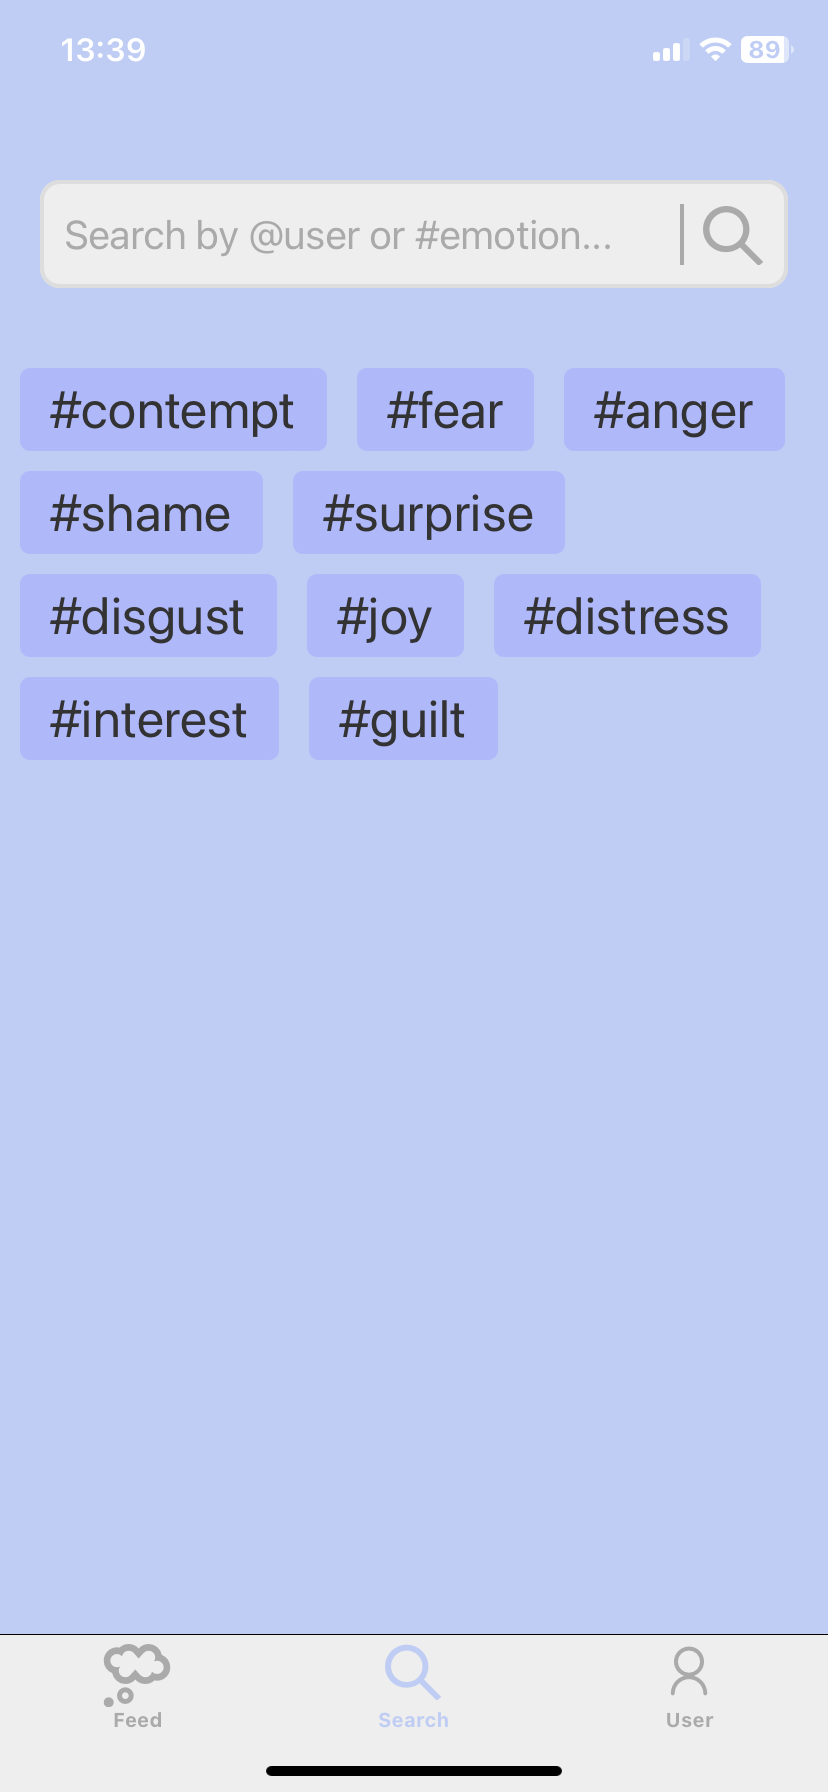 13:39 89
Search by @user or #emotion...
#contempt #fear #anger
#shame #surprise
#disgust #joy #distress
#interest #guilt
Feed Search User